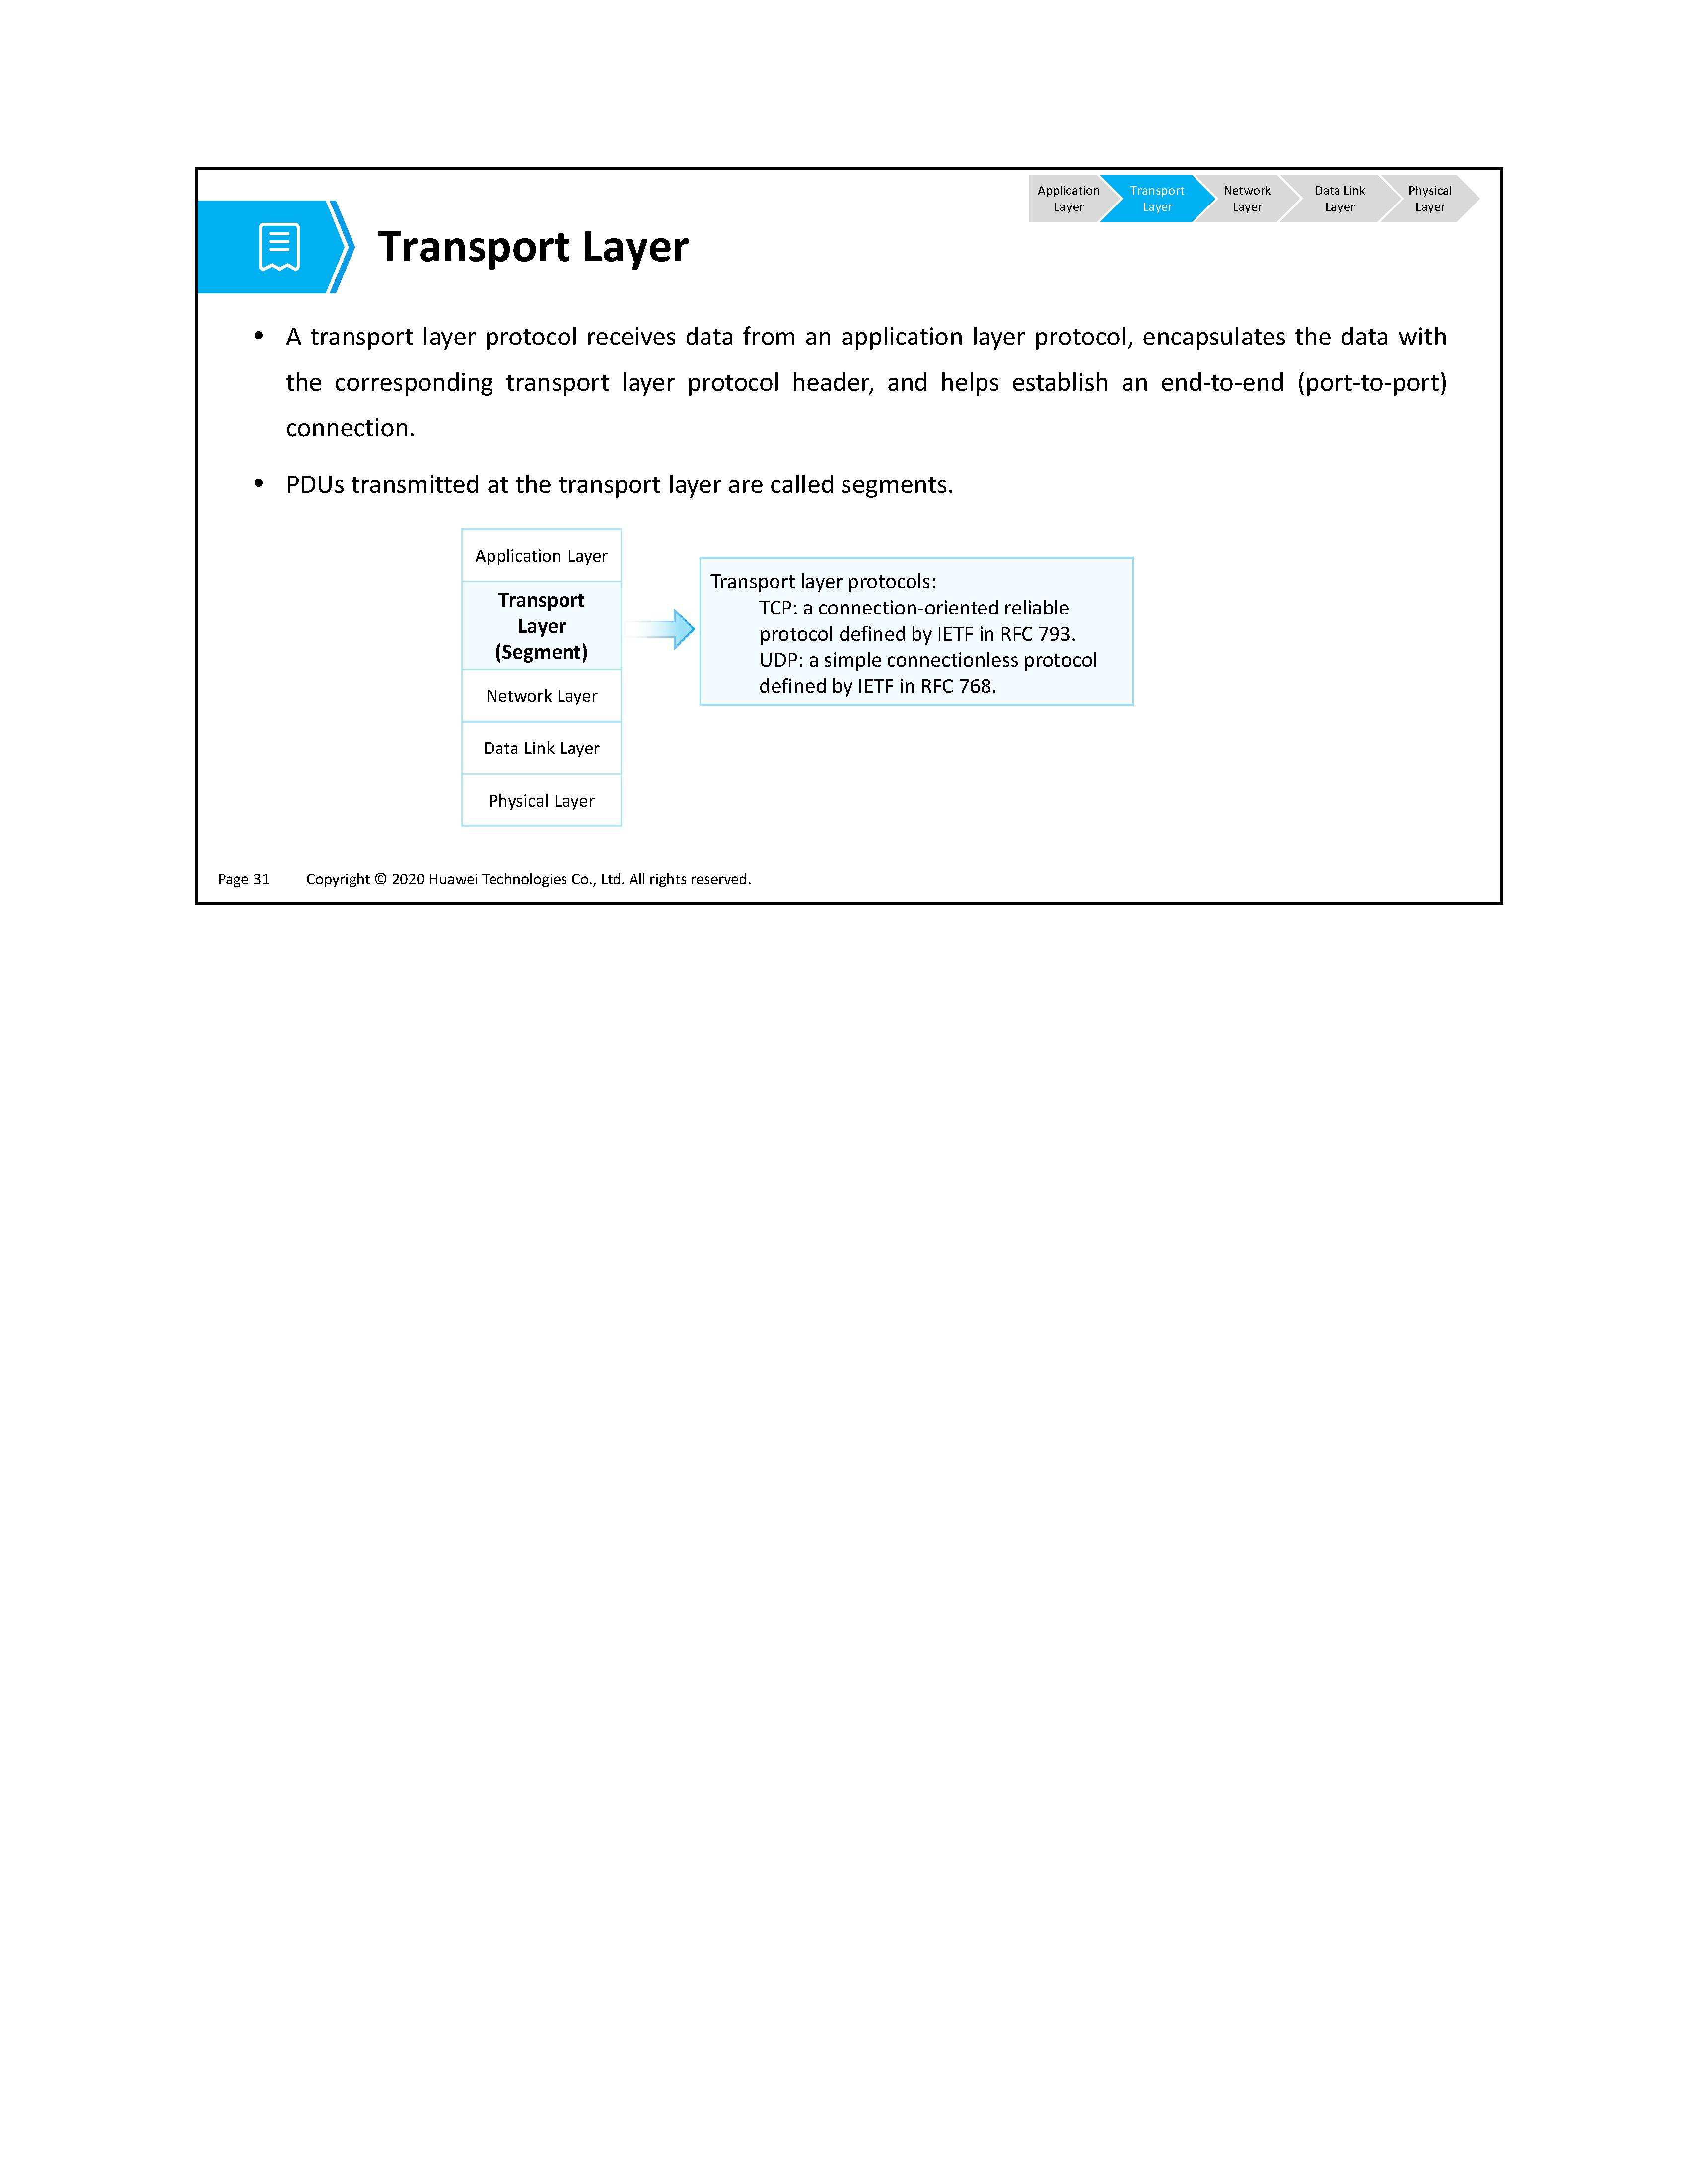 Application
Layer
Transport
Layer
Network
Layer
Data Link
Layer
Physical
Layer
Transport Layer
• A transport layer protocol receives data from an application layer protocol, encapsulates the data with
the corresponding transport layer protocol header, and helps establish an end-to-end (port-to-port)
connection.
• PDUs transmitted at the transport layer are called segments.
Application Layer
Transport
Layer
(Segment)
Network Layer
Data Link Layer
Physical Layer
Transport layer protocols:
TCP: a connection-oriented reliable
protocol defined by IETF in RFC 793.
UDP: a simple connectionless protocol
defined by IETF in RFC 768.
Page 31 Copyright © 2020 Huawei Technologies Co., Ltd. All rights reserved.